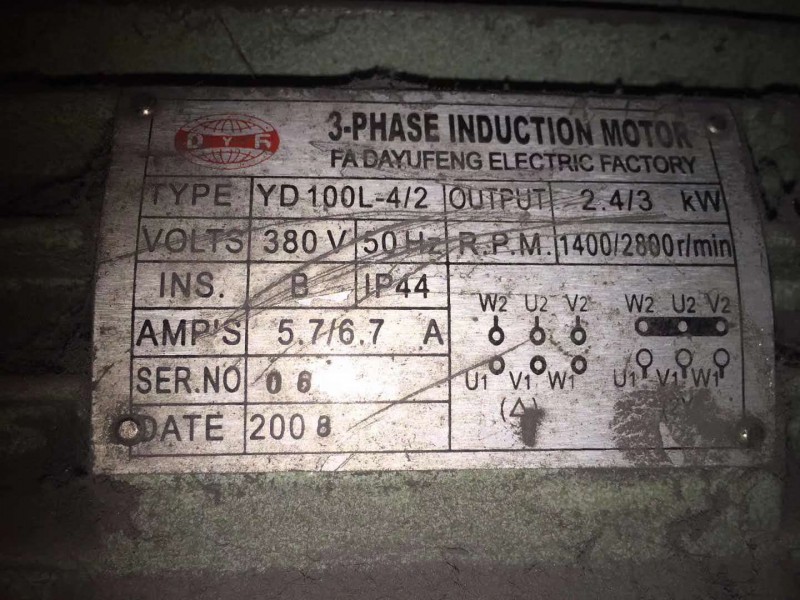 DYF
3-PHASE INDUCTION MOTOR
FA DAYUFENG ELECTRIC FACTORY
TYPE YD100L-4/2 OUTPUT 2.4/3 kW
VOLTS 380 V 50 Hz R.P.M. 1400/2800r/min
INS. B IP44
AMP'S 5.7/6.7 A
SER.NO 06
DATE 2008
W2 U2 V2 W2 U2 V2
U1 V1 W1 U1 V1 W1
(△)